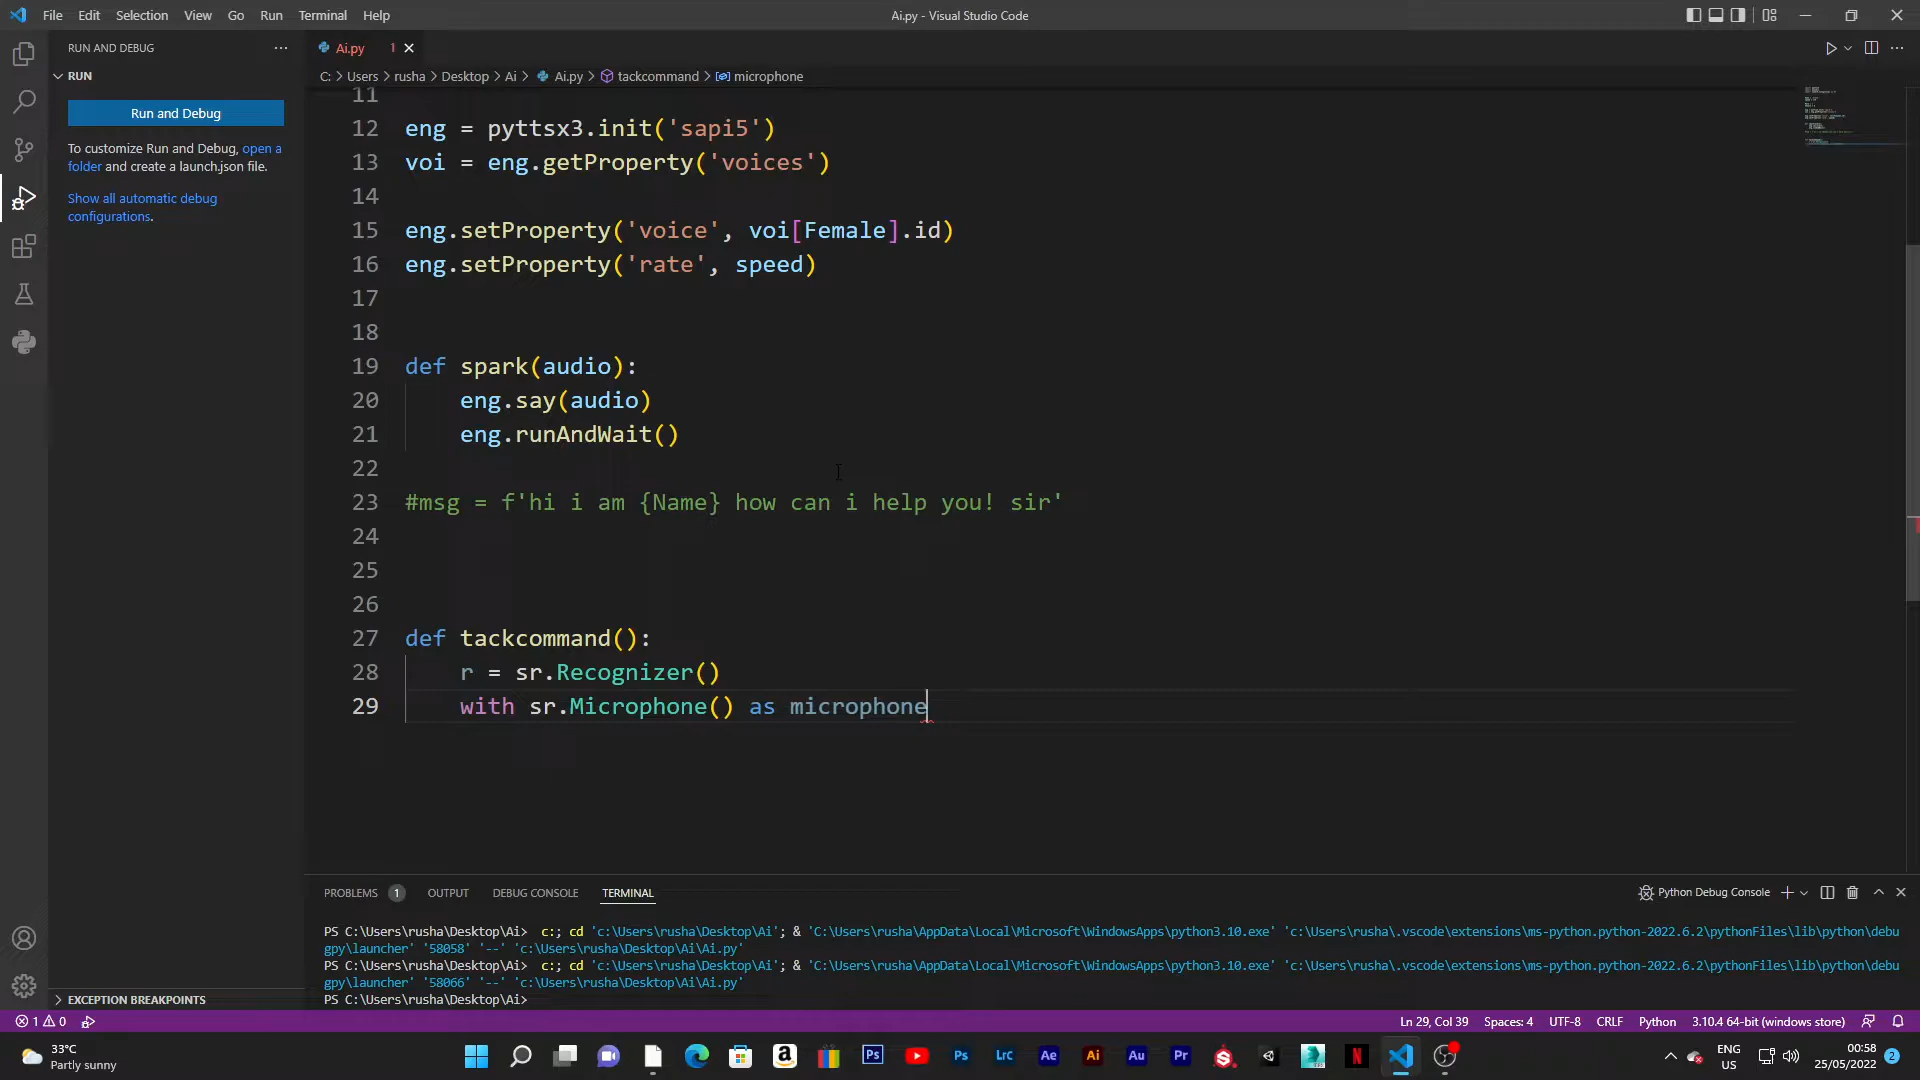 File Edit Selection View Go Run Terminal Help
Ai.py - Visual Studio Code
RUN AND DEBUG ···
RUN
Run and Debug
To customize Run and Debug, open a
folder and create a launch.json file.
Show all automatic debug
configurations.
EXCEPTION BREAKPOINTS
Ai.py 1
C: > Users > rusha > Desktop > Ai > Ai.py > tackcommand > microphone
11
12 eng = pyttsx3.init('sapi5')
13 voi = eng.getProperty('voices')
14
15 eng.setProperty('voice', voi[Female].id)
16 eng.setProperty('rate', speed)
17
18
19 def spark(audio):
20 eng.say(audio)
21 eng.runAndWait()
22
23 #msg = f'hi i am {Name} how can i help you! sir'
24
25
26
27 def tackcommand():
28 r = sr.Recognizer()
29 with sr.Microphone() as microphone
PROBLEMS 1 OUTPUT DEBUG CONSOLE TERMINAL
Python Debug Console
PS C:\Users\rusha\Desktop\Ai> c:; cd 'c:\Users\rusha\Desktop\Ai'; & 'C:\Users\rusha\AppData\Local\Microsoft\WindowsApps\python3.10.exe' 'c:\Users\rusha\.vscode\extensions\ms-python.python-2022.6.2\pythonFiles\lib\python\debu
gpy\launcher' '58058' '--' 'c:\Users\rusha\Desktop\Ai\Ai.py'
PS C:\Users\rusha\Desktop\Ai> c:; cd 'c:\Users\rusha\Desktop\Ai'; & 'C:\Users\rusha\AppData\Local\Microsoft\WindowsApps\python3.10.exe' 'c:\Users\rusha\.vscode\extensions\ms-python.python-2022.6.2\pythonFiles\lib\python\debu
gpy\launcher' '58066' '--' 'c:\Users\rusha\Desktop\Ai\Ai.py'
PS C:\Users\rusha\Desktop\Ai>
1 0
Ln 29, Col 39 Spaces: 4 UTF-8 CRLF Python 3.10.4 64-bit (windows store)
33°C
Partly sunny
Ps Ps Lrc Ae Ai Au Pr
ENG
US
00:58
25/05/2022
2